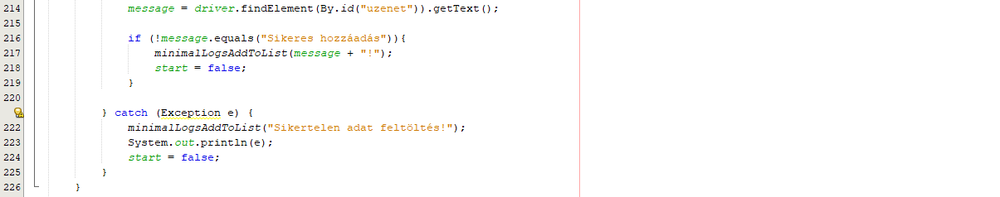 214 message = driver.findElement(By.id("uzenet")).getText();
215
216 if (!message.equals("Sikeres hozzáadás")){
217 minimalLogsAddToList(message + "!");
218 start = false;
219 }
220
} catch (Exception e) {
222 minimalLogsAddToList("Sikertelen adat feltöltés!");
223 System.out.println(e);
224 start = false;
225 }
226 }